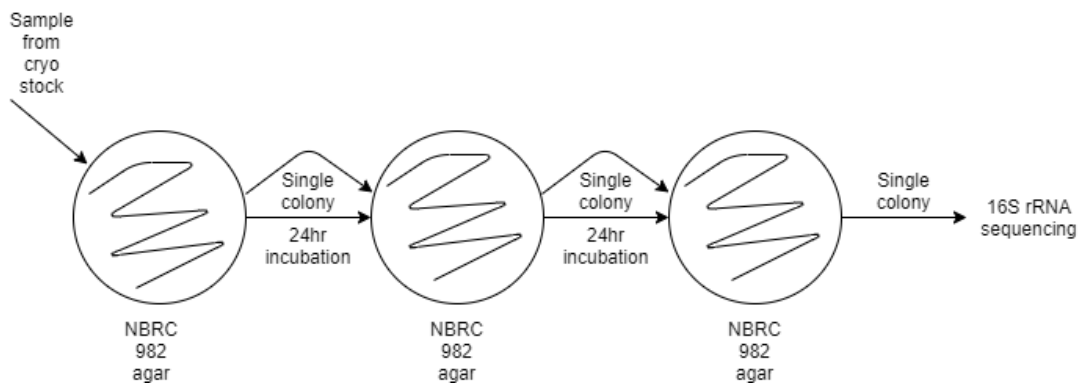 Sample
from
cryo
stock
Single
colony
24hr
incubation
Single
colony
24hr
incubation
Single
colony
16S rRNA
sequencing
NBRC
982
agar
NBRC
982
agar
NBRC
982
agar